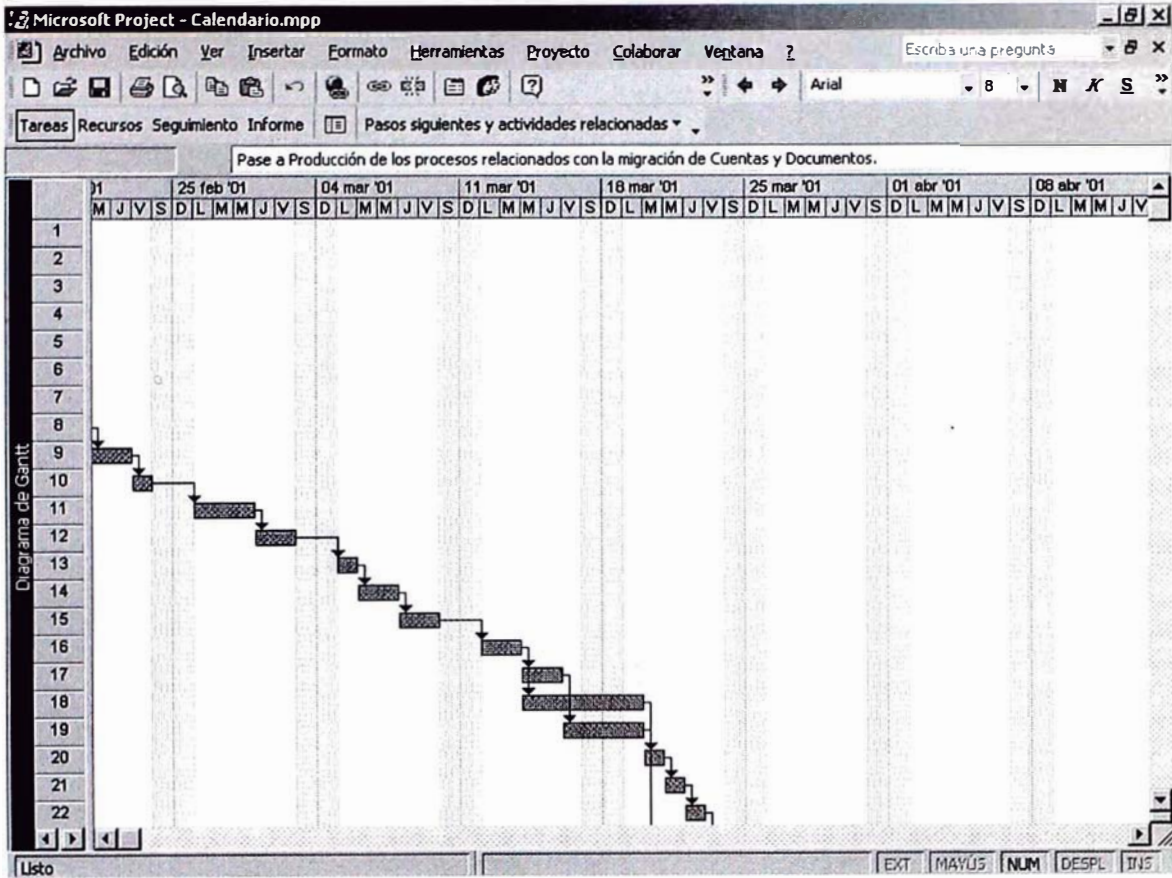 Microsoft Project - Calendario.mpp
Archivo Edición Ver Insertar Formato Herramientas Proyecto Colaborar Ventana ? Escriba una pregunta
Arial 8 N K S
Tareas Recursos Seguimiento Informe Pasos siguientes y actividades relacionadas
Pase a Producción de los procesos relacionados con la migración de Cuentas y Documentos.
25 feb '01 04 mar '01 11 mar '01 18 mar '01 25 mar '01 01 abr '01 08 abr '01
M J V S D L M M J V S D L M M J V S D L M M J V S D L M M J V S D L M M J V S D L M M J V S D L M M J V
1
2
3
4
5
6
7
8
9
10
11
12
13
14
15
16
17
18
19
20
21
22
Diagrama de Gantt
Listo EXT MAYÚS NUM DESPL INS